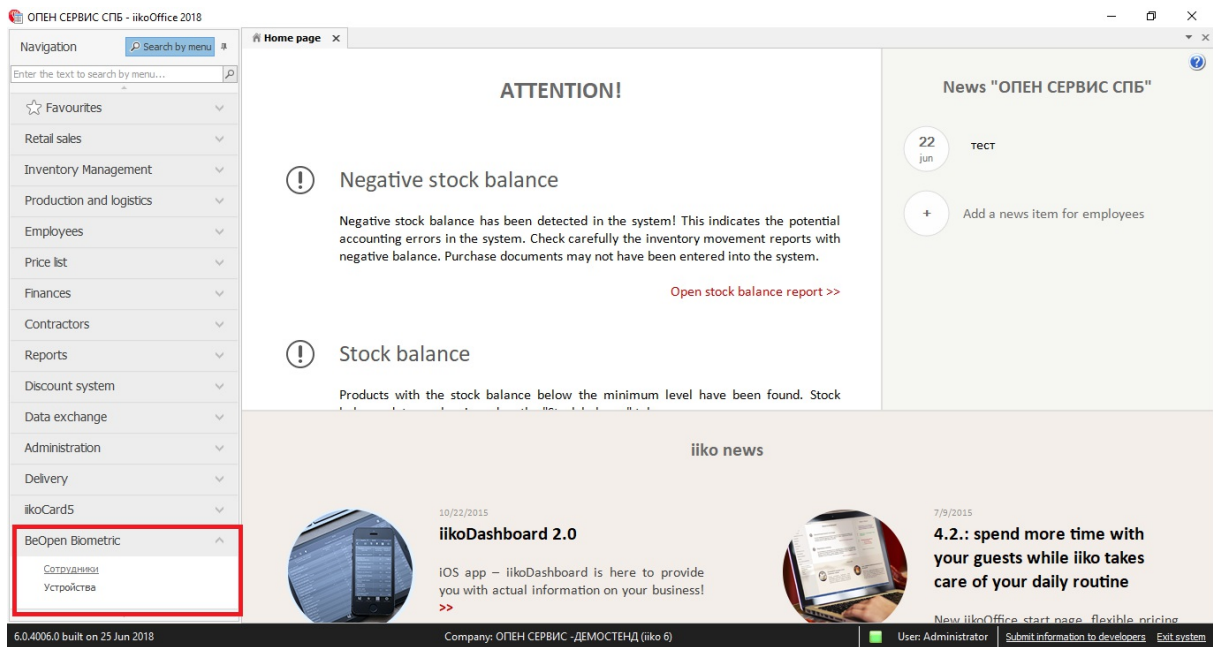 ОПЕН СЕРВИС СПБ - iikoOffice 2018
Navigation
Search by menu
Enter the text to search by menu...
Favourites
Retail sales
Inventory Management
Production and logistics
Employees
Price list
Finances
Contractors
Reports
Discount system
Data exchange
Administration
Delivery
iikoCard5
BeOpen Biometric
Сотрудники
Устройства
Home page
ATTENTION!
Negative stock balance
Negative stock balance has been detected in the system! This indicates the potential
accounting errors in the system. Check carefully the inventory movement reports with
negative balance. Purchase documents may not have been entered into the system.
Open stock balance report >>
Stock balance
Products with the stock balance below the minimum level have been found. Stock
News "ОПЕН СЕРВИС СПБ"
22
jun
тест
+
Add a news item for employees
iiko news
10/22/2015
iikoDashboard 2.0
iOS app – iikoDashboard is here to provide
you with actual information on your business!
>>
7/9/2015
4.2.: spend more time with
your guests while iiko takes
care of your daily routine
New iikoOffice start page, flexible pricing
6.0.4006.0 built on 25 Jun 2018
Company: ОПЕН СЕРВИС -ДЕМОСТЕНД (iiko 6)
User: Administrator
Submit information to developers
Exit system